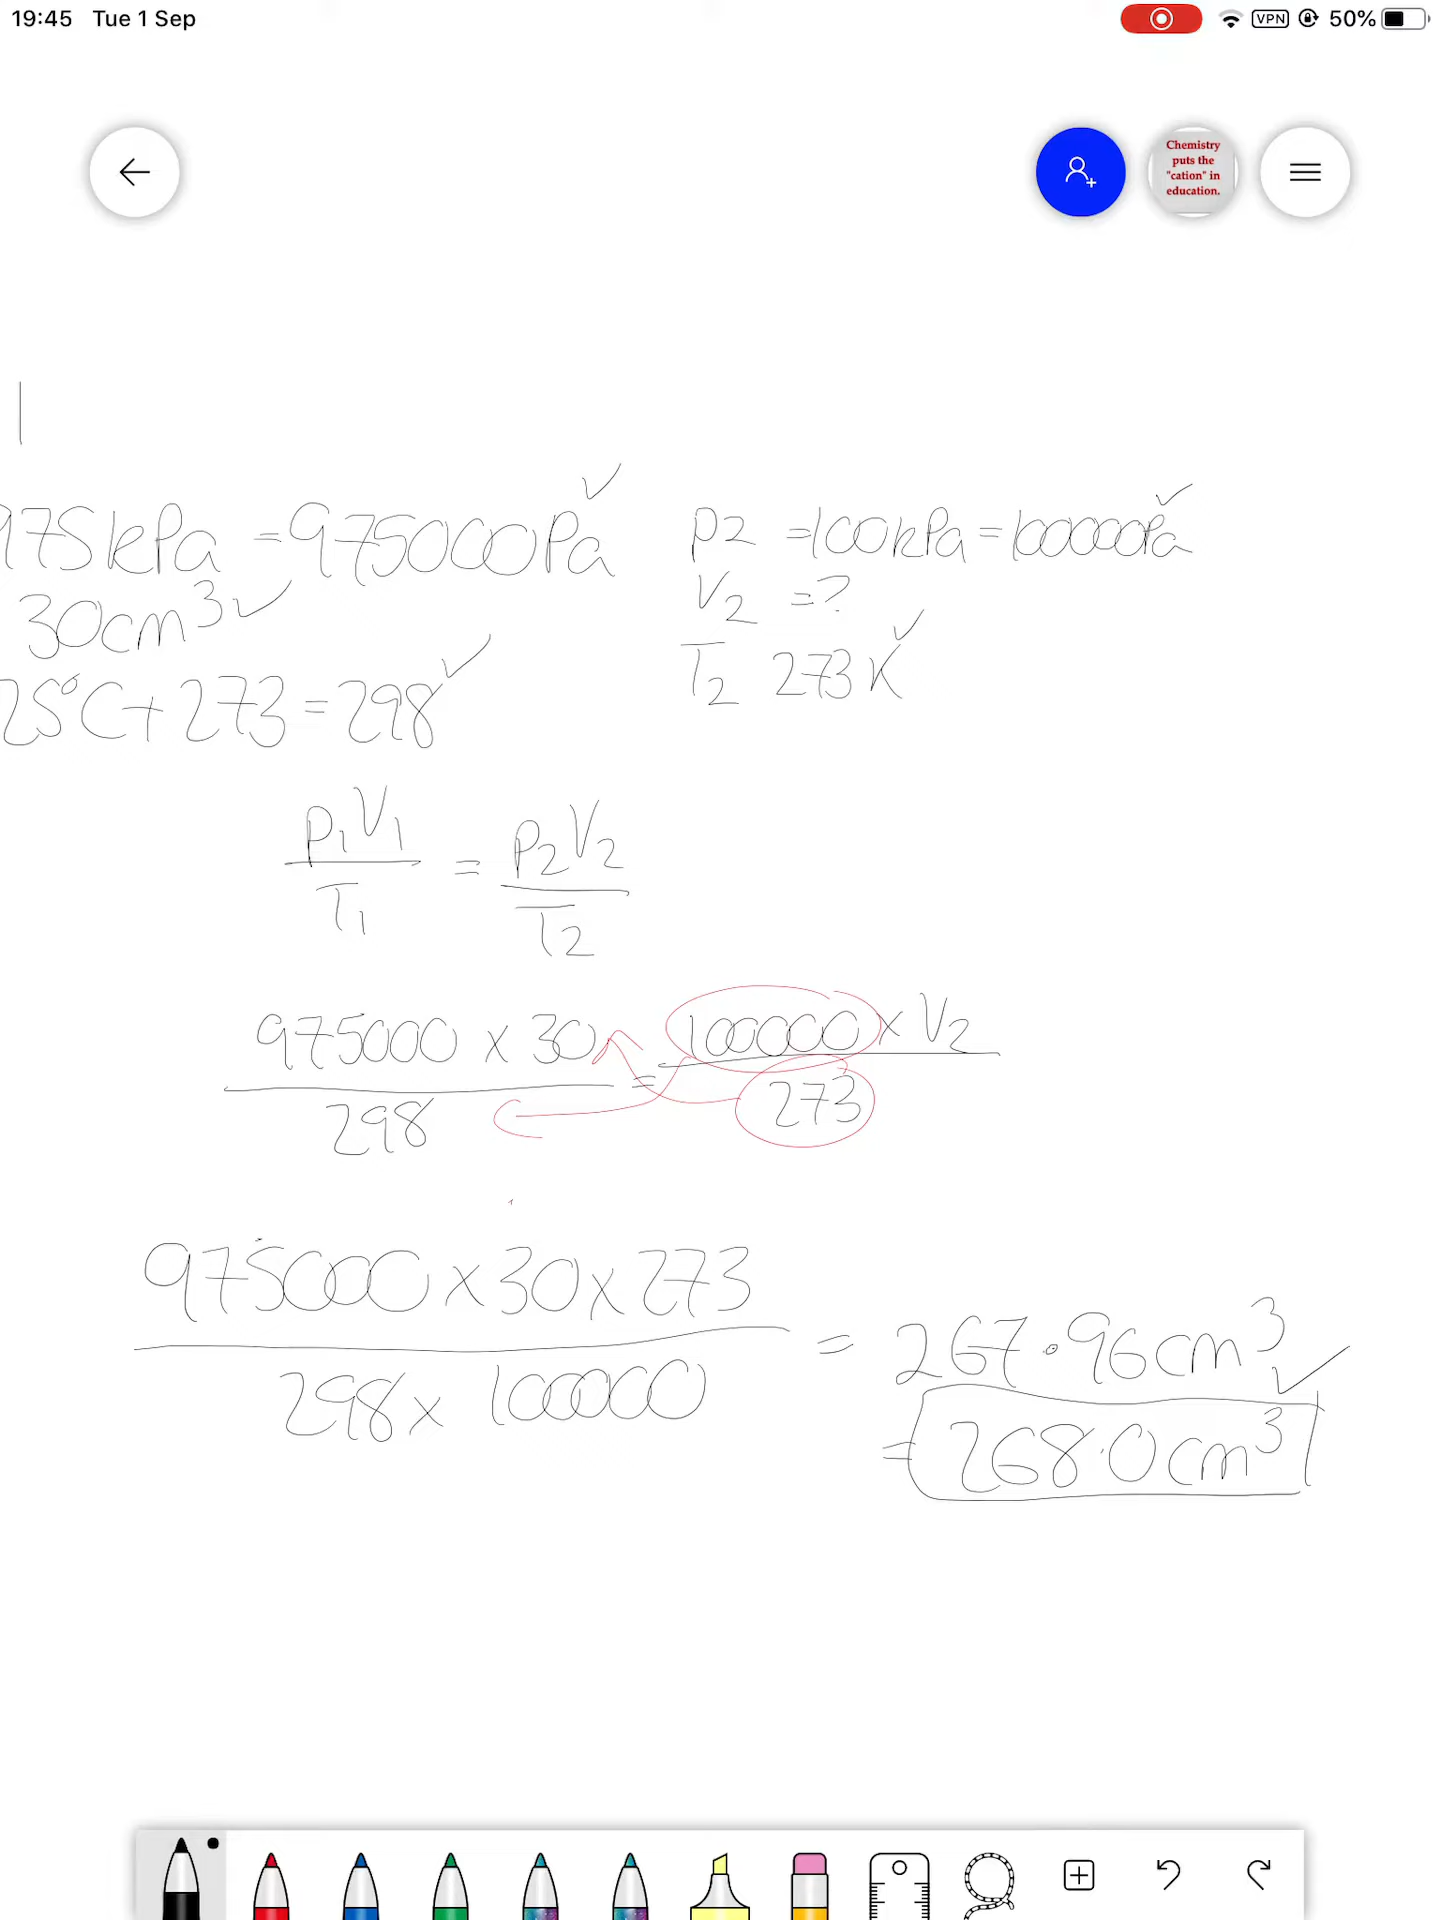 19:45 Tue 1 Sep
VPN 50%
Chemistry
puts the
"cation" in
education.
975kPa = 975000Pa ✓
30cm³ ✓
25°C + 273 = 298 ✓
P2 = 100kPa = 100000Pa ✓
V2 = ?
T2 273K ✓
P1V1 / T1 = P2V2 / T2
975000 x 30 / 298 = 100000 x V2 / 273
975000 x 30 x 273 / 298 x 100000 = 267.96cm³ ✓
= 268.0cm³